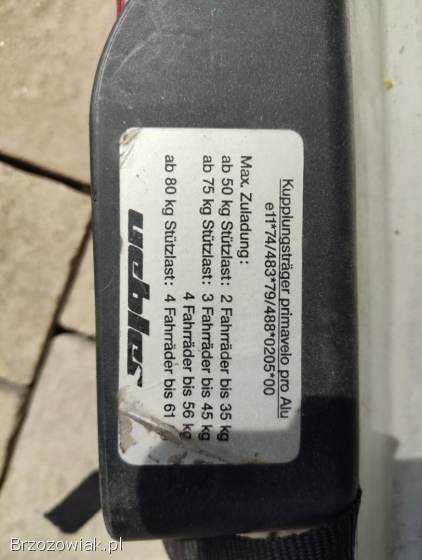 Kupplungsträger primavelo pro Alu
e11*74/483*79/488*0205*00
Max. Zuladung:
ab 50 kg Stützlast: 2 Fahrräder bis 35 kg
ab 75 kg Stützlast: 3 Fahrräder bis 45 kg
4 Fahrräder bis 56 kg
ab 80 kg Stützlast: 4 Fahrräder bis 61
uebler
Brzozowiak.pl